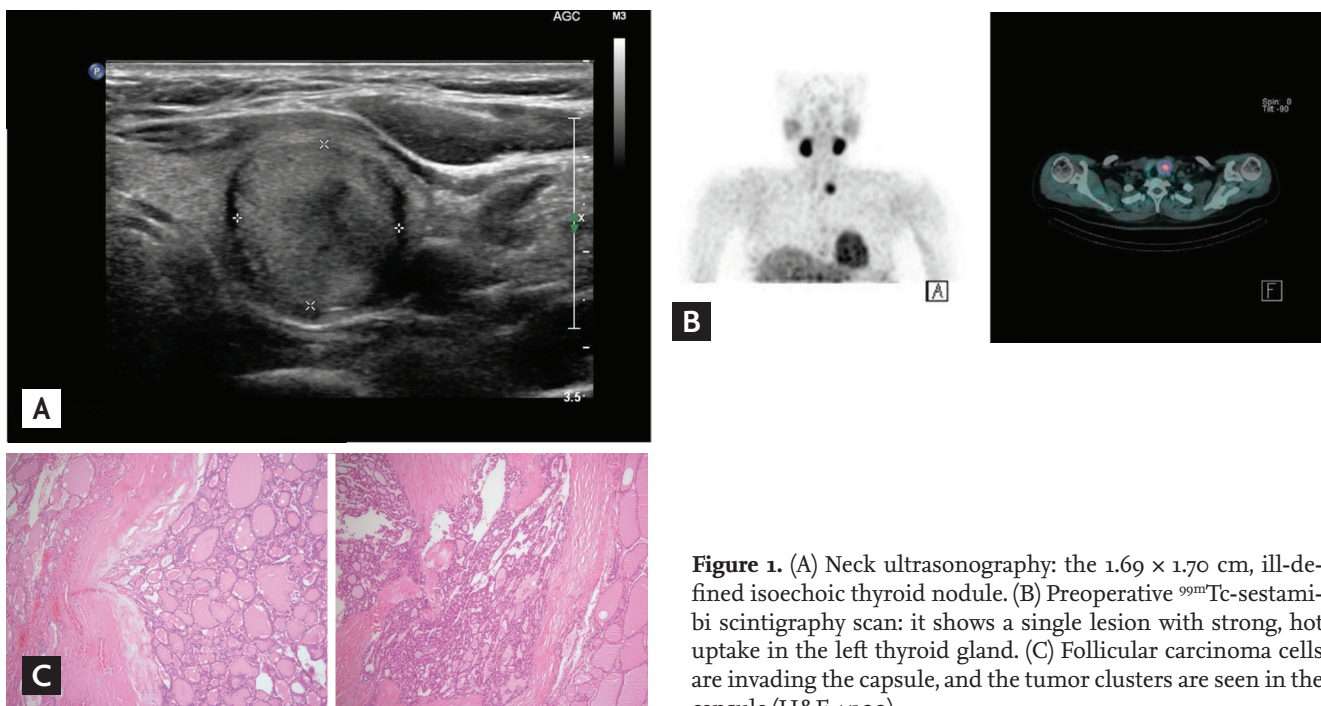 AGC
M3
P
x
3.5
A
Spin: 0
Tilt -90
A
F
B
C
Figure 1. (A) Neck ultrasonography: the 1.69 × 1.70 cm, ill-de-
fined isoechoic thyroid nodule. (B) Preoperative ⁹⁹ᵐTc-sestami-
bi scintigraphy scan: it shows a single lesion with strong, hot
uptake in the left thyroid gland. (C) Follicular carcinoma cells
are invading the capsule, and the tumor clusters are seen in the